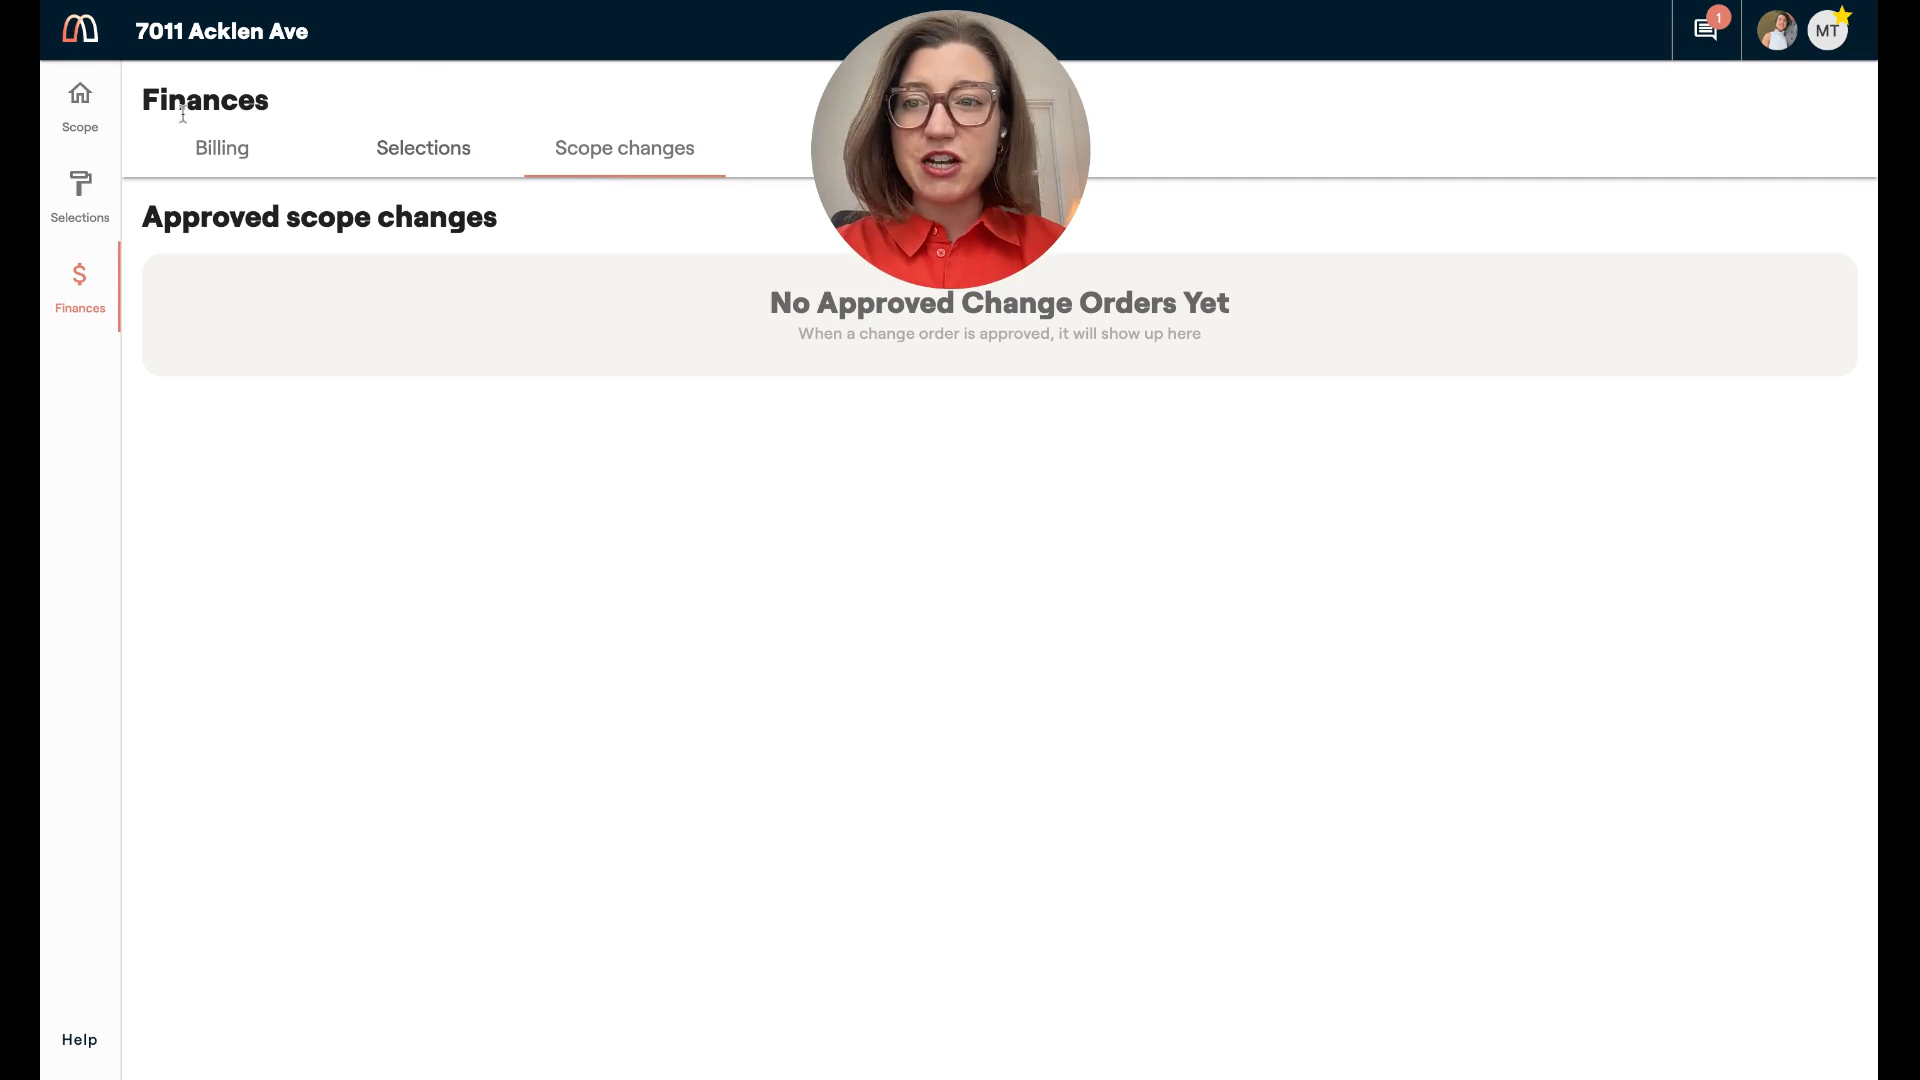 7011 Acklen Ave
1
MT
Scope
Selections
Finances
Help
Finances
Billing
Selections
Scope changes
Approved scope changes
No Approved Change Orders Yet
When a change order is approved, it will show up here